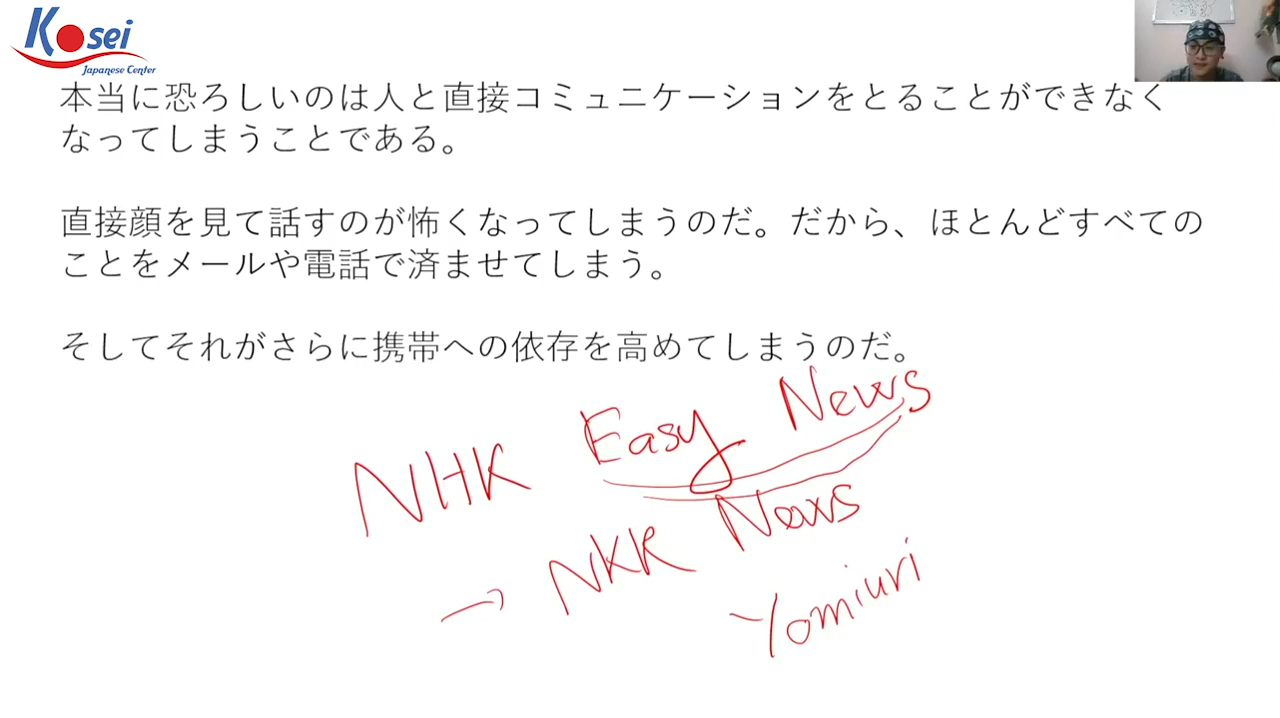 Kosei
Japanese Center
本当に恐ろしいのは人と直接コミュニケーションをとることができなく
なってしまうことである。
直接顔を見て話すのが怖くなってしまうのだ。だから、ほとんどすべての
ことをメールや電話で済ませてしまう。
そしてそれがさらに携帯への依存を高めてしまうのだ。
NHK Easy News
→ NKK News
Yomiuri